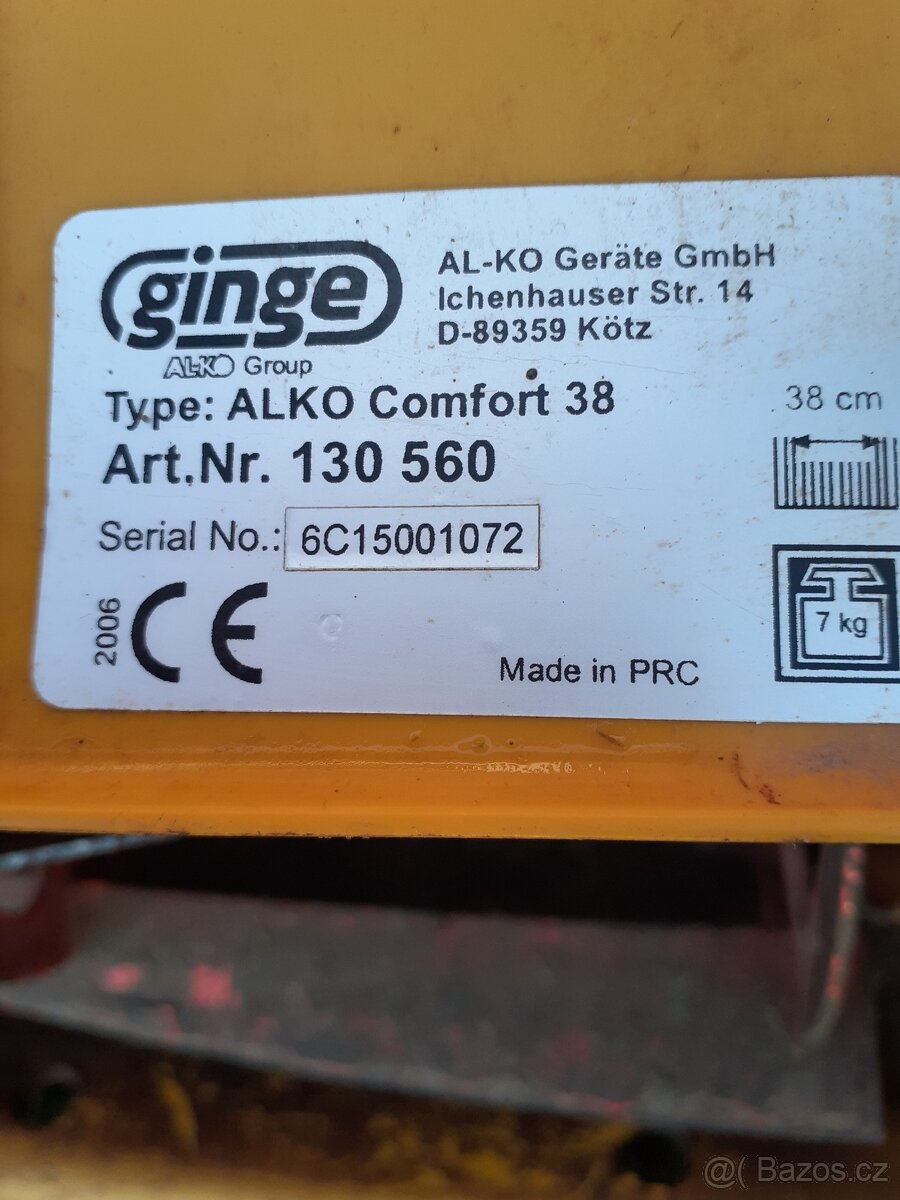 ginge
AL-KO Group
AL-KO Geräte GmbH
Ichenhauser Str. 14
D-89359 Kötz
Type: ALKO Comfort 38
38 cm
Art.Nr. 130 560
Serial No.: 6C15001072
2006
CE
7 kg
Made in PRC
@( Bazos.cz